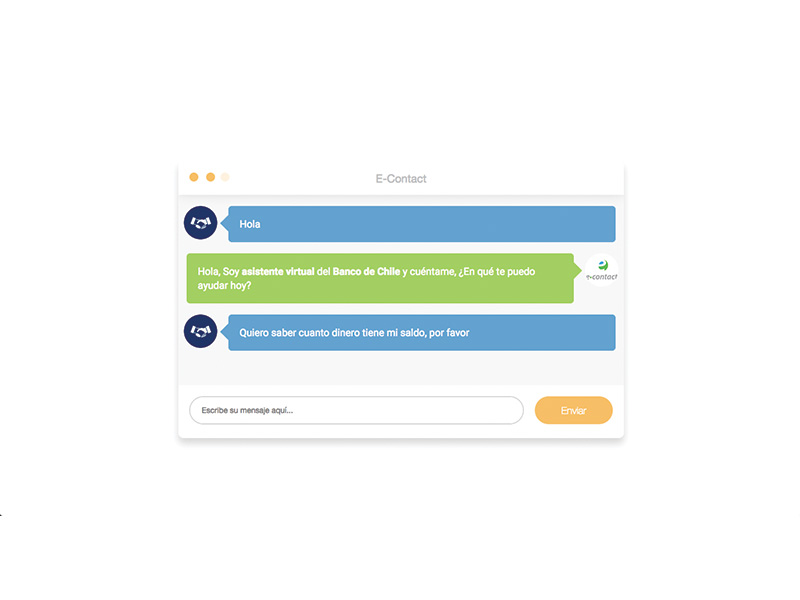 E-Contact
Hola
Hola, Soy asistente virtual del Banco de Chile y cuéntame, ¿En qué te puedo
ayudar hoy?
e-contact
Quiero saber cuanto dinero tiene mi saldo, por favor
Escribe su mensaje aquí...
Enviar